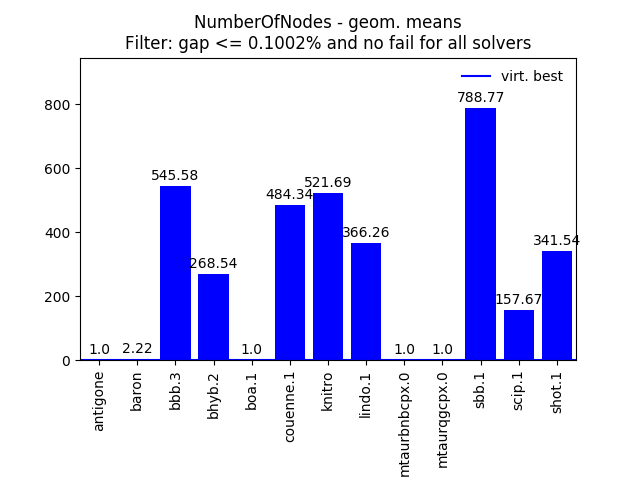 NumberOfNodes - geom. means
Filter: gap <= 0.1002% and no fail for all solvers
virt. best
800
600
400
200
0
1.0
2.22
545.58
268.54
1.0
484.34
521.69
366.26
1.0
1.0
788.77
157.67
341.54
antigone
baron
bbb.3
bhyb.2
boa.1
couenne.1
knitro
lindo.1
mtaurbnbcpx.0
mtaurqgcpx.0
sbb.1
scip.1
shot.1